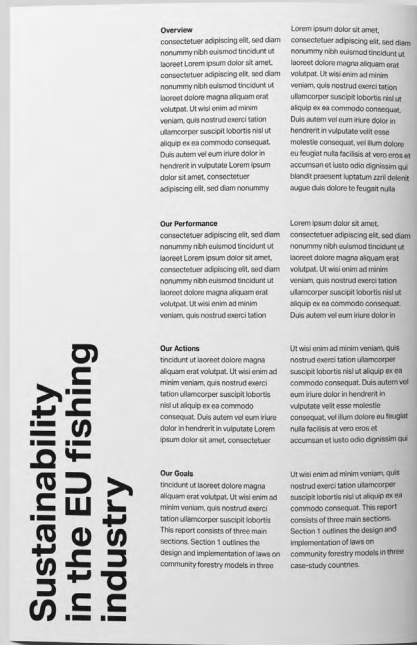 Sustainability
in the EU fishing
industry
Overview
consectetuer adipiscing elit, sed diam
nonummy nibh euismod tincidunt ut
laoreet Lorem ipsum dolor sit amet,
consectetuer adipiscing elit, sed diam
nonummy nibh euismod tincidunt ut
laoreet dolore magna aliquam erat
volutpat. Ut wisi enim ad minim
veniam, quis nostrud exerci tation
ullamcorper suscipit lobortis nisl ut
aliquip ex ea commodo consequat.
Duis autem vel eum iriure dolor in
hendrerit in vulputate Lorem ipsum
dolor sit amet, consectetuer
adipiscing elit, sed diam nonummy
Lorem ipsum dolor sit amet,
consectetuer adipiscing elit, sed diam
nonummy nibh euismod tincidunt ut
laoreet dolore magna aliquam erat
volutpat. Ut wisi enim ad minim
veniam, quis nostrud exerci tation
ullamcorper suscipit lobortis nisl ut
aliquip ex ea commodo consequat.
Duis autem vel eum iriure dolor in
hendrerit in vulputate velit esse
molestie consequat, vel illum dolore
eu feugiat nulla facilisis at vero eros et
accumsan et iusto odio dignissim qui
blandit praesent luptatum zzril delenit
augue duis dolore te feugait nulla
Our Performance
consectetuer adipiscing elit, sed diam
nonummy nibh euismod tincidunt ut
laoreet Lorem ipsum dolor sit amet,
consectetuer adipiscing elit, sed diam
nonummy nibh euismod tincidunt ut
laoreet dolore magna aliquam erat
volutpat. Ut wisi enim ad minim
veniam, quis nostrud exerci tation
Lorem ipsum dolor sit amet,
consectetuer adipiscing elit, sed diam
nonummy nibh euismod tincidunt ut
laoreet dolore magna aliquam erat
volutpat. Ut wisi enim ad minim
veniam, quis nostrud exerci tation
ullamcorper suscipit lobortis nisl ut
aliquip ex ea commodo consequat.
Duis autem vel eum iriure dolor in
Our Actions
tincidunt ut laoreet dolore magna
aliquam erat volutpat. Ut wisi enim ad
minim veniam, quis nostrud exerci
tation ullamcorper suscipit lobortis
nisl ut aliquip ex ea commodo
consequat. Duis autem vel eum iriure
dolor in hendrerit in vulputate Lorem
ipsum dolor sit amet, consectetuer
Ut wisi enim ad minim veniam, quis
nostrud exerci tation ullamcorper
suscipit lobortis nisl ut aliquip ex ea
commodo consequat. Duis autem vel
eum iriure dolor in hendrerit in
vulputate velit esse molestie
consequat, vel illum dolore eu feugiat
nulla facilisis at vero eros et
accumsan et iusto odio dignissim qui
Our Goals
tincidunt ut laoreet dolore magna
aliquam erat volutpat. Ut wisi enim ad
minim veniam, quis nostrud exerci
tation ullamcorper suscipit lobortis
This report consists of three main
sections. Section 1 outlines the
design and implementation of laws on
community forestry models in three
Ut wisi enim ad minim veniam, quis
nostrud exerci tation ullamcorper
suscipit lobortis nisl ut aliquip ex ea
commodo consequat. This report
consists of three main sections.
Section 1 outlines the design and
implementation of laws on
community forestry models in three
case-study countries.